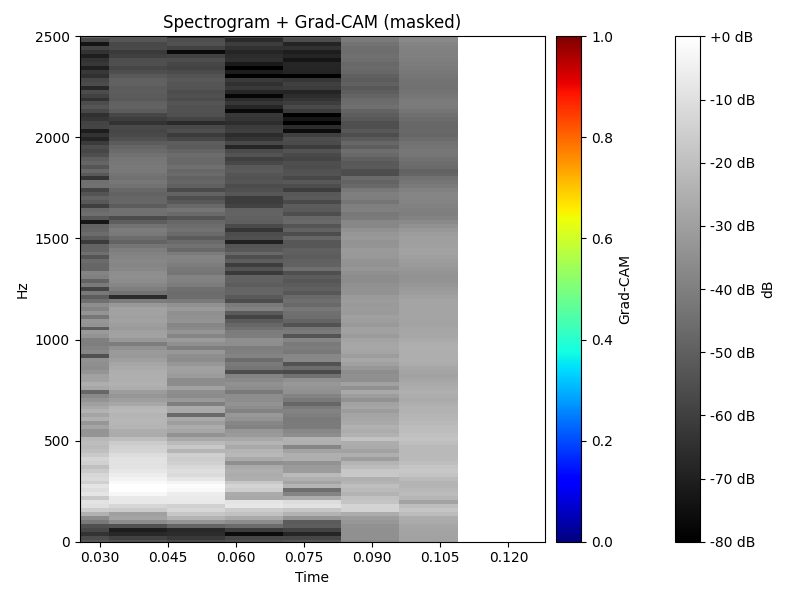 Spectrogram + Grad-CAM (masked)
2500
2000
1500
1000
500
0
Hz
0.030
0.045
0.060
0.075
0.090
0.105
0.120
Time
1.0
0.8
0.6
0.4
0.2
0.0
Grad-CAM
+0 dB
-10 dB
-20 dB
-30 dB
-40 dB
-50 dB
-60 dB
-70 dB
-80 dB
dB